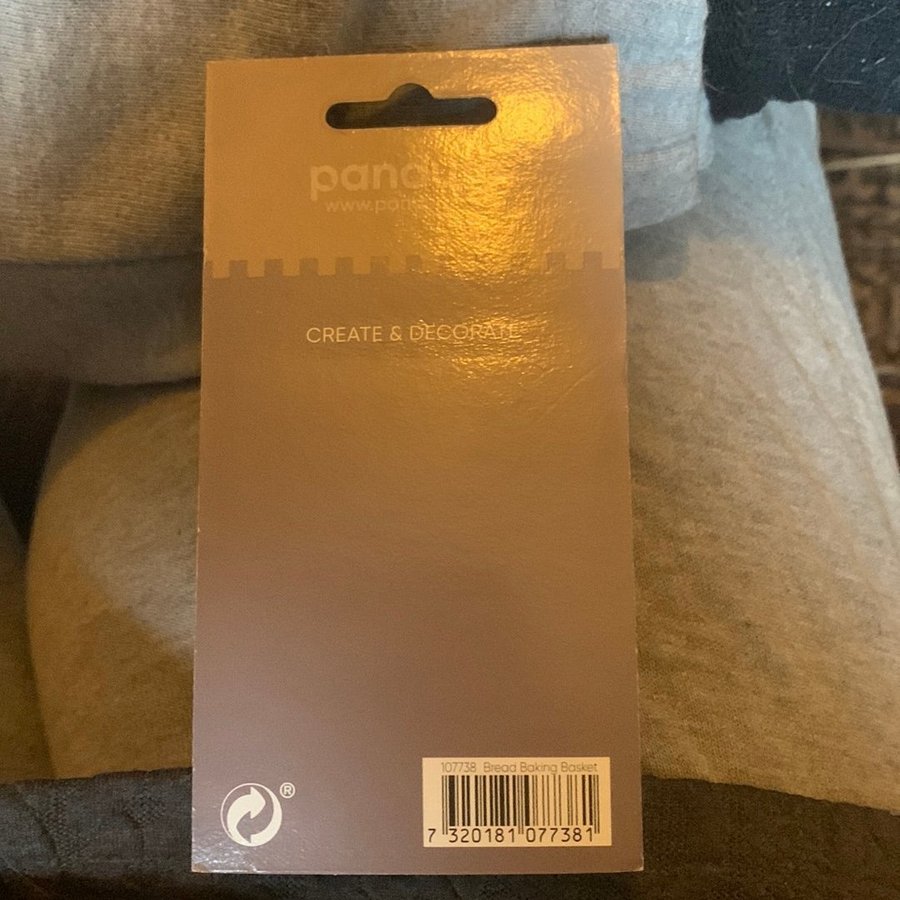 CREATE & DECORATE
107738 Bread Baking Basket
7 320181 077381
®